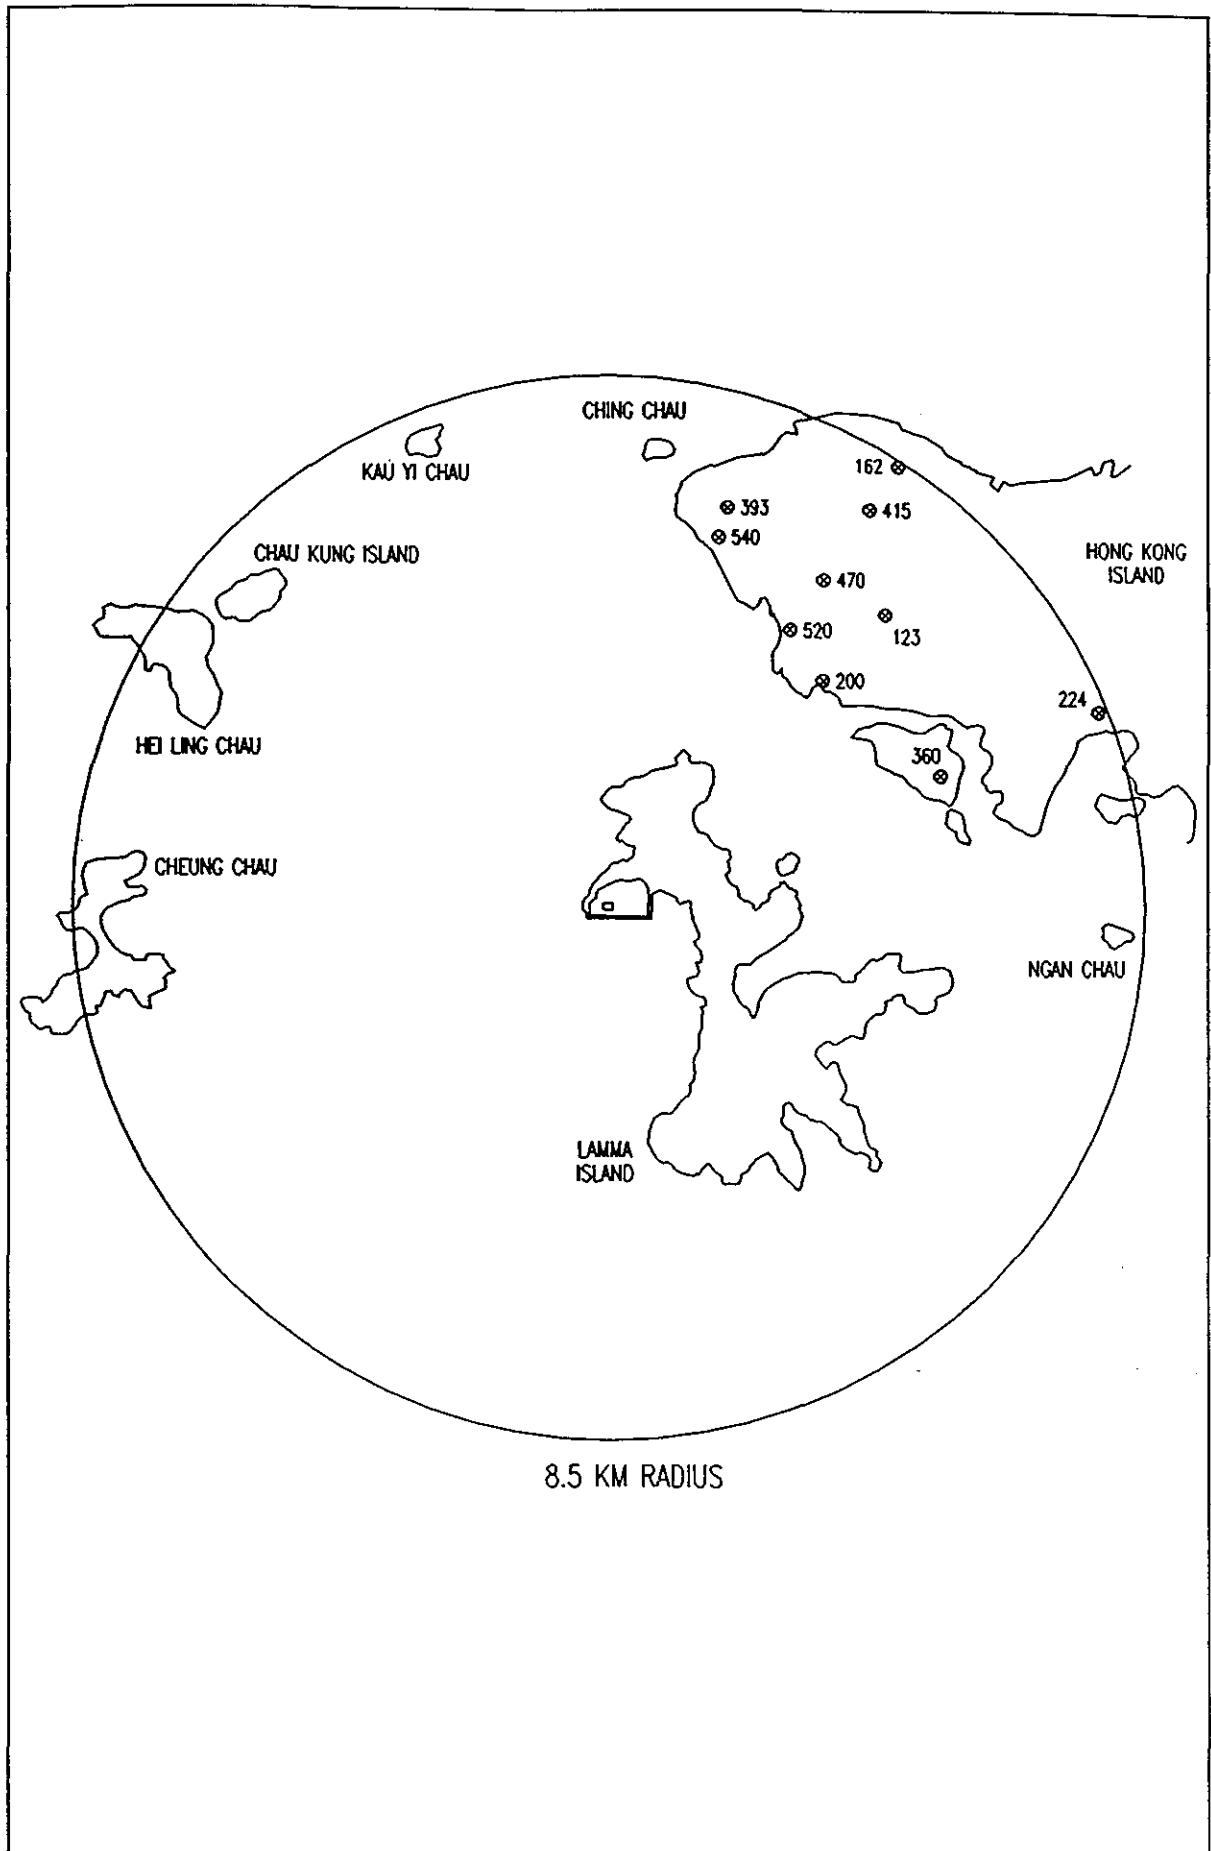 CHING CHAU
KAU YI CHAU
162
393
415
540
CHAU KUNG ISLAND
HONG KONG
ISLAND
470
520
123
200
224
HEI LING CHAU
360
CHEUNG CHAU
NGAN CHAU
LAMMA
ISLAND
8.5 KM RADIUS